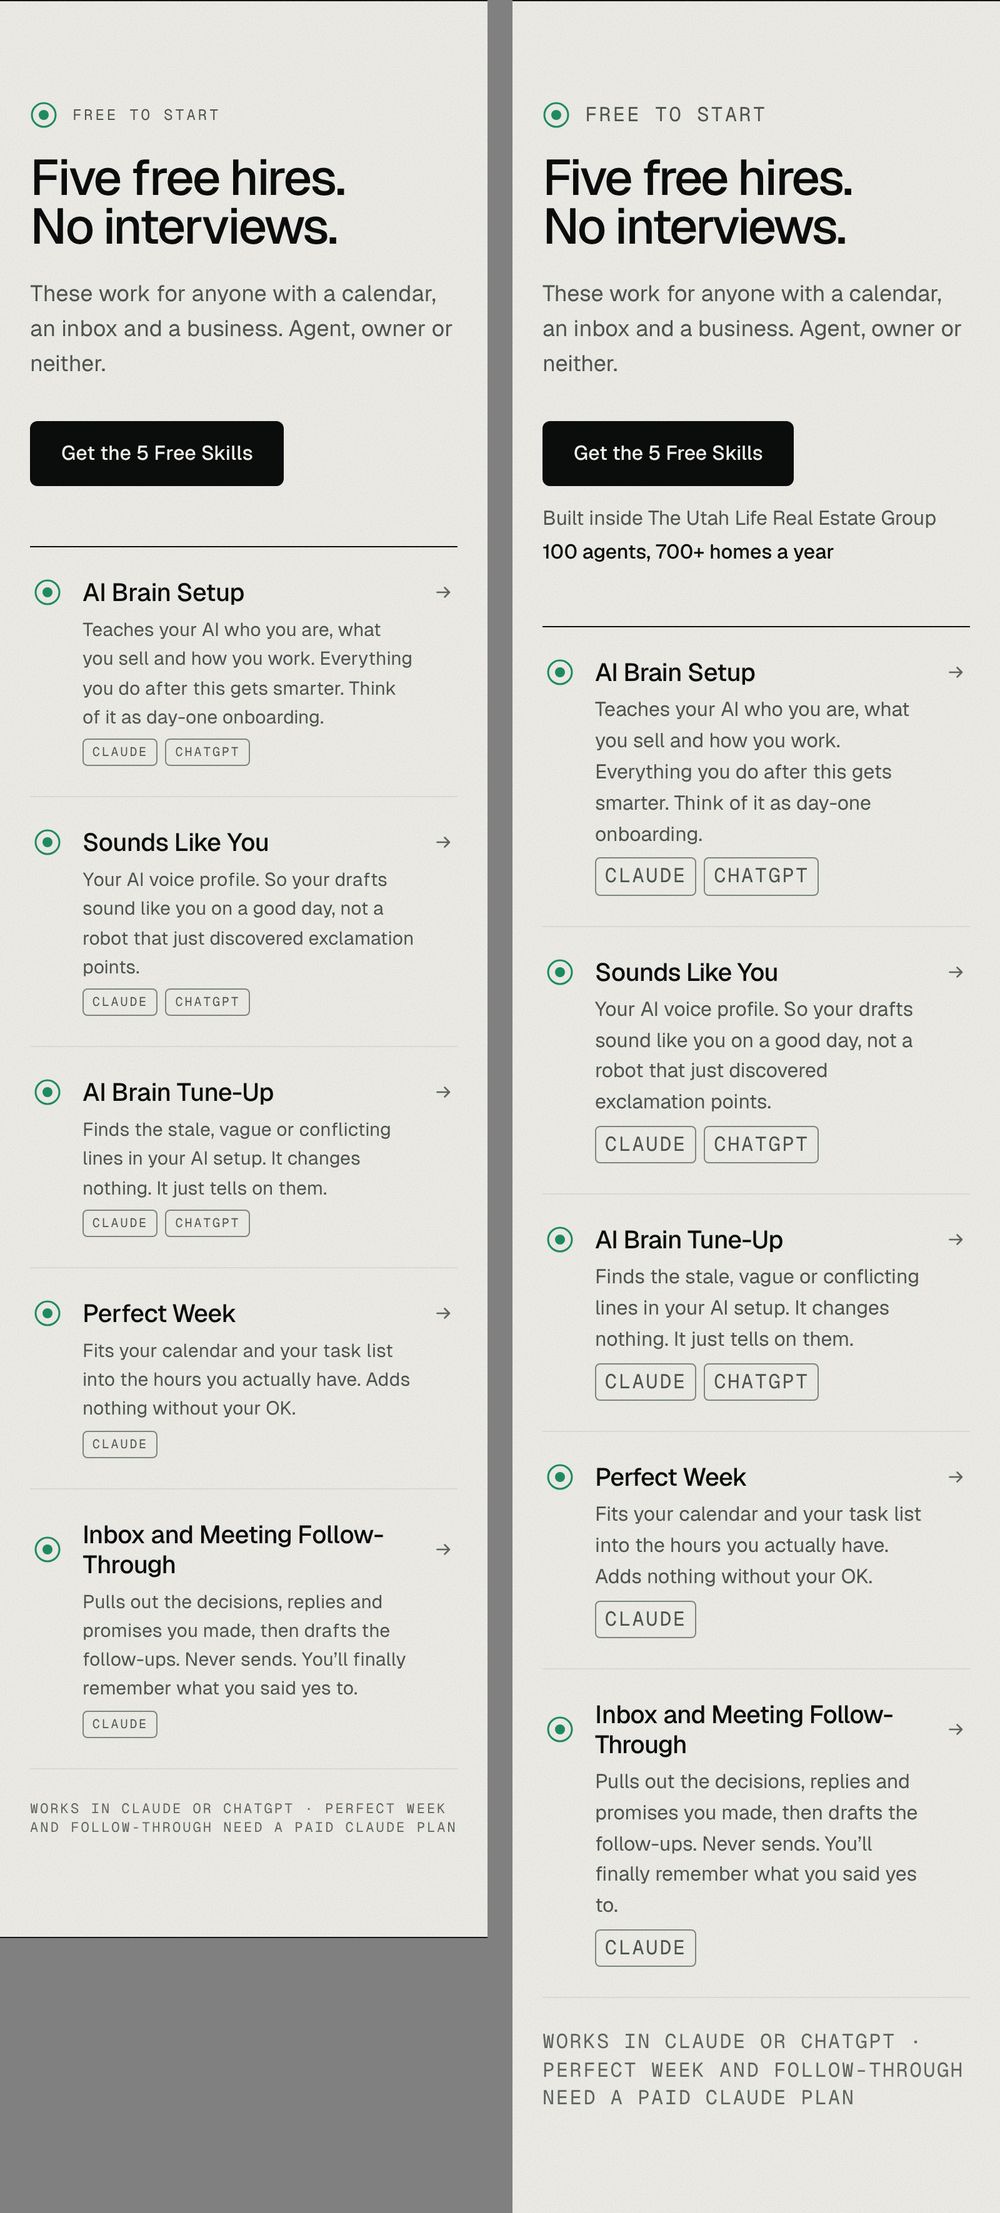 FREE TO START
Five free hires.
No interviews.
These work for anyone with a calendar,
an inbox and a business. Agent, owner or
neither.
Get the 5 Free Skills
AI Brain Setup →
Teaches your AI who you are, what
you sell and how you work. Everything
you do after this gets smarter. Think
of it as day-one onboarding.
CLAUDE CHATGPT
Sounds Like You →
Your AI voice profile. So your drafts
sound like you on a good day, not a
robot that just discovered exclamation
points.
CLAUDE CHATGPT
AI Brain Tune-Up →
Finds the stale, vague or conflicting
lines in your AI setup. It changes
nothing. It just tells on them.
CLAUDE CHATGPT
Perfect Week →
Fits your calendar and your task list
into the hours you actually have. Adds
nothing without your OK.
CLAUDE
Inbox and Meeting Follow-
Through →
Pulls out the decisions, replies and
promises you made, then drafts the
follow-ups. Never sends. You’ll finally
remember what you said yes to.
CLAUDE
WORKS IN CLAUDE OR CHATGPT · PERFECT WEEK
AND FOLLOW-THROUGH NEED A PAID CLAUDE PLAN
FREE TO START
Five free hires.
No interviews.
These work for anyone with a calendar,
an inbox and a business. Agent, owner or
neither.
Get the 5 Free Skills
Built inside The Utah Life Real Estate Group
100 agents, 700+ homes a year
AI Brain Setup →
Teaches your AI who you are, what
you sell and how you work.
Everything you do after this gets
smarter. Think of it as day-one
onboarding.
CLAUDE CHATGPT
Sounds Like You →
Your AI voice profile. So your drafts
sound like you on a good day, not a
robot that just discovered
exclamation points.
CLAUDE CHATGPT
AI Brain Tune-Up →
Finds the stale, vague or conflicting
lines in your AI setup. It changes
nothing. It just tells on them.
CLAUDE CHATGPT
Perfect Week →
Fits your calendar and your task list
into the hours you actually have.
Adds nothing without your OK.
CLAUDE
Inbox and Meeting Follow-
Through →
Pulls out the decisions, replies and
promises you made, then drafts the
follow-ups. Never sends. You’ll
finally remember what you said yes
to.
CLAUDE
WORKS IN CLAUDE OR CHATGPT ·
PERFECT WEEK AND FOLLOW-THROUGH
NEED A PAID CLAUDE PLAN